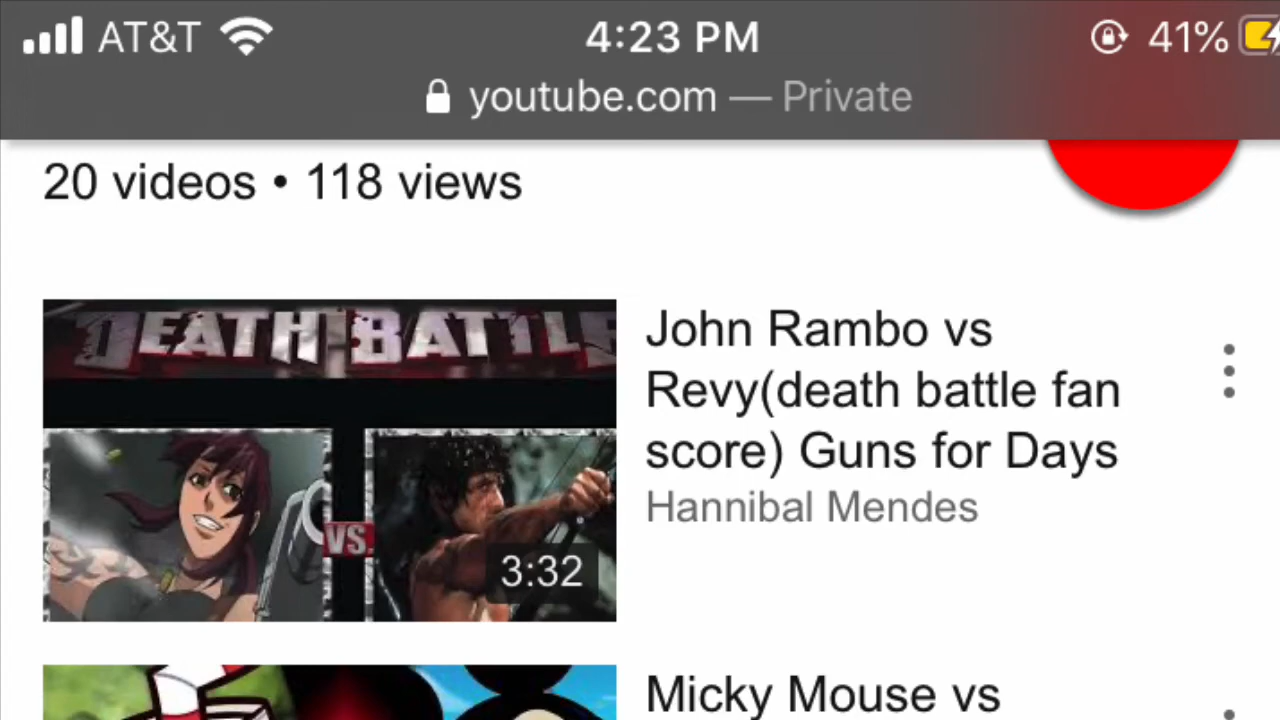 AT&T 4:23 PM 41%
youtube.com — Private
20 videos • 118 views
DEATH BATTLE
John Rambo vs
Revy(death battle fan
score) Guns for Days
Hannibal Mendes
VS.
3:32
Micky Mouse vs